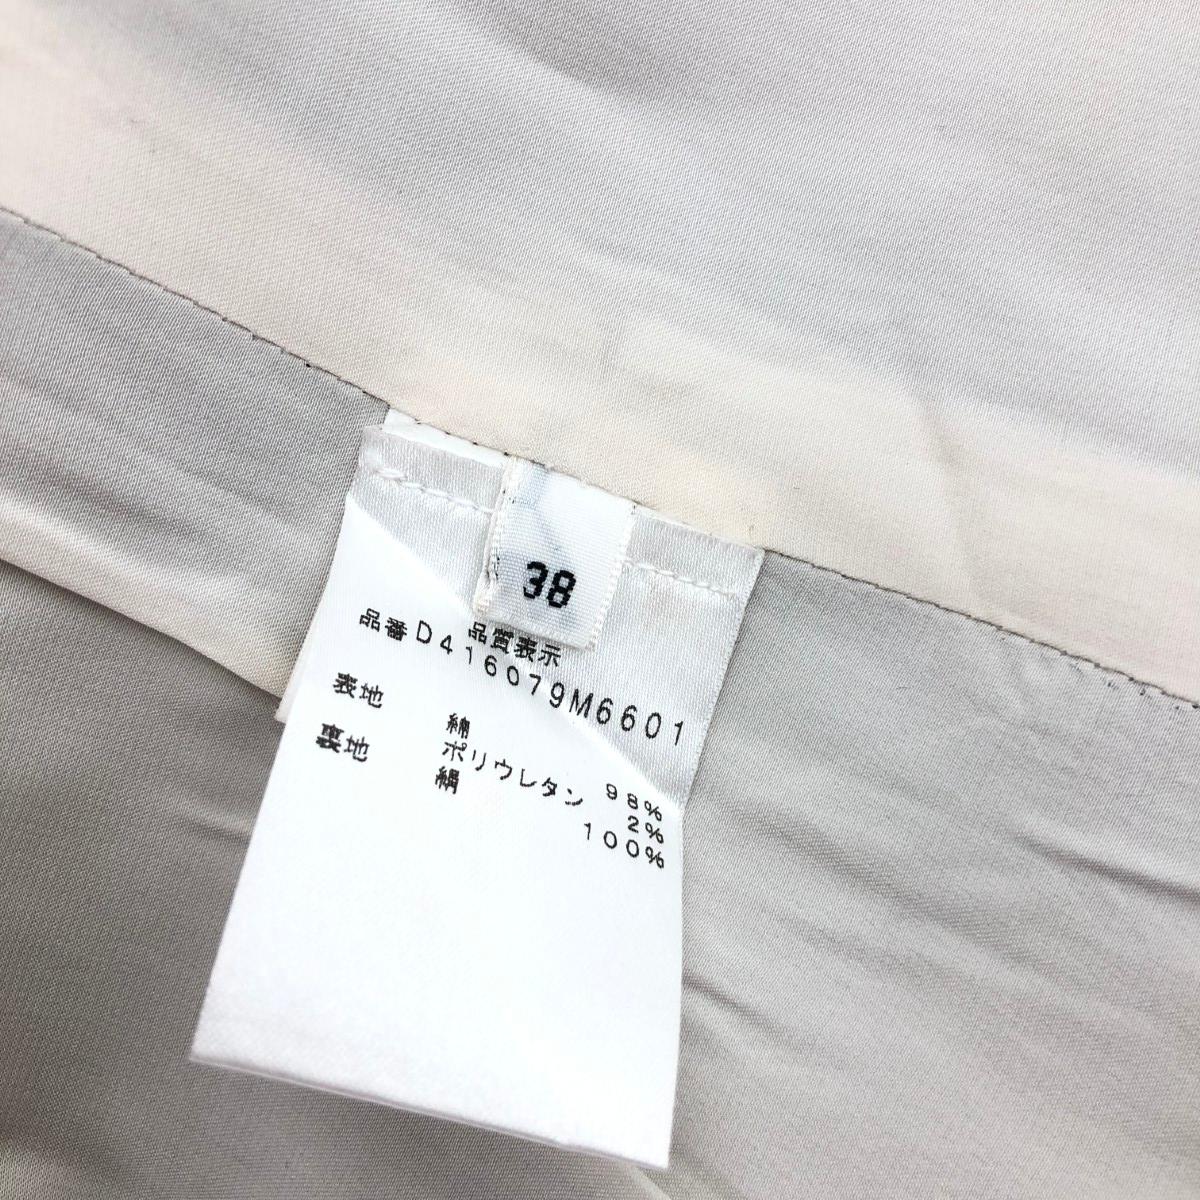 38
品質表示
品番D416079M6601
表地 綿 98%
ポリウレタン 2%
裏地 絹 100%